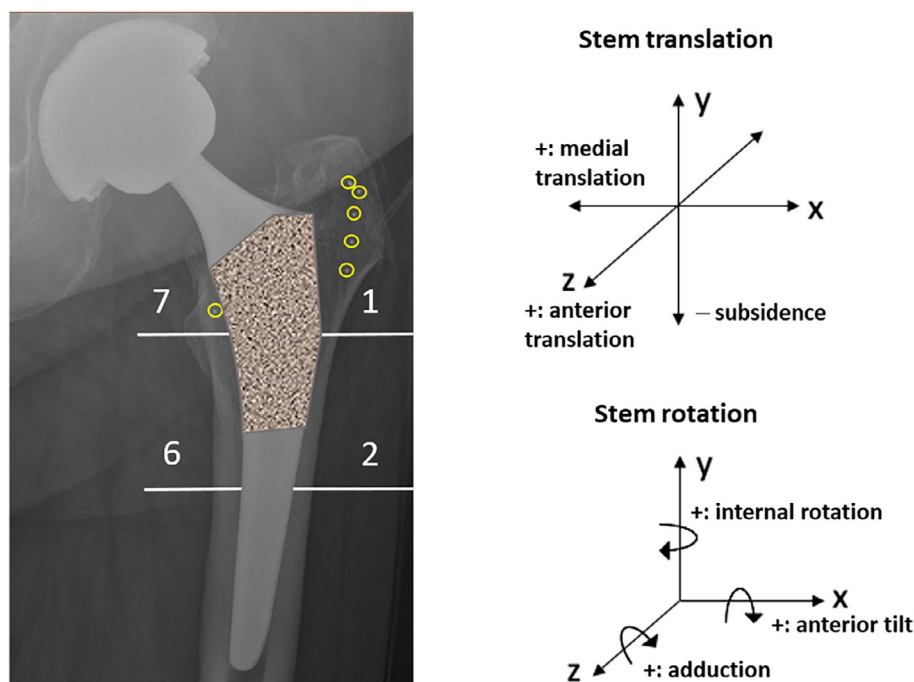 7
1
6
2
Stem translation
y
+: medial
translation
x
z
+: anterior
translation
– subsidence
Stem rotation
y
+: internal rotation
x
+: anterior tilt
z
+: adduction